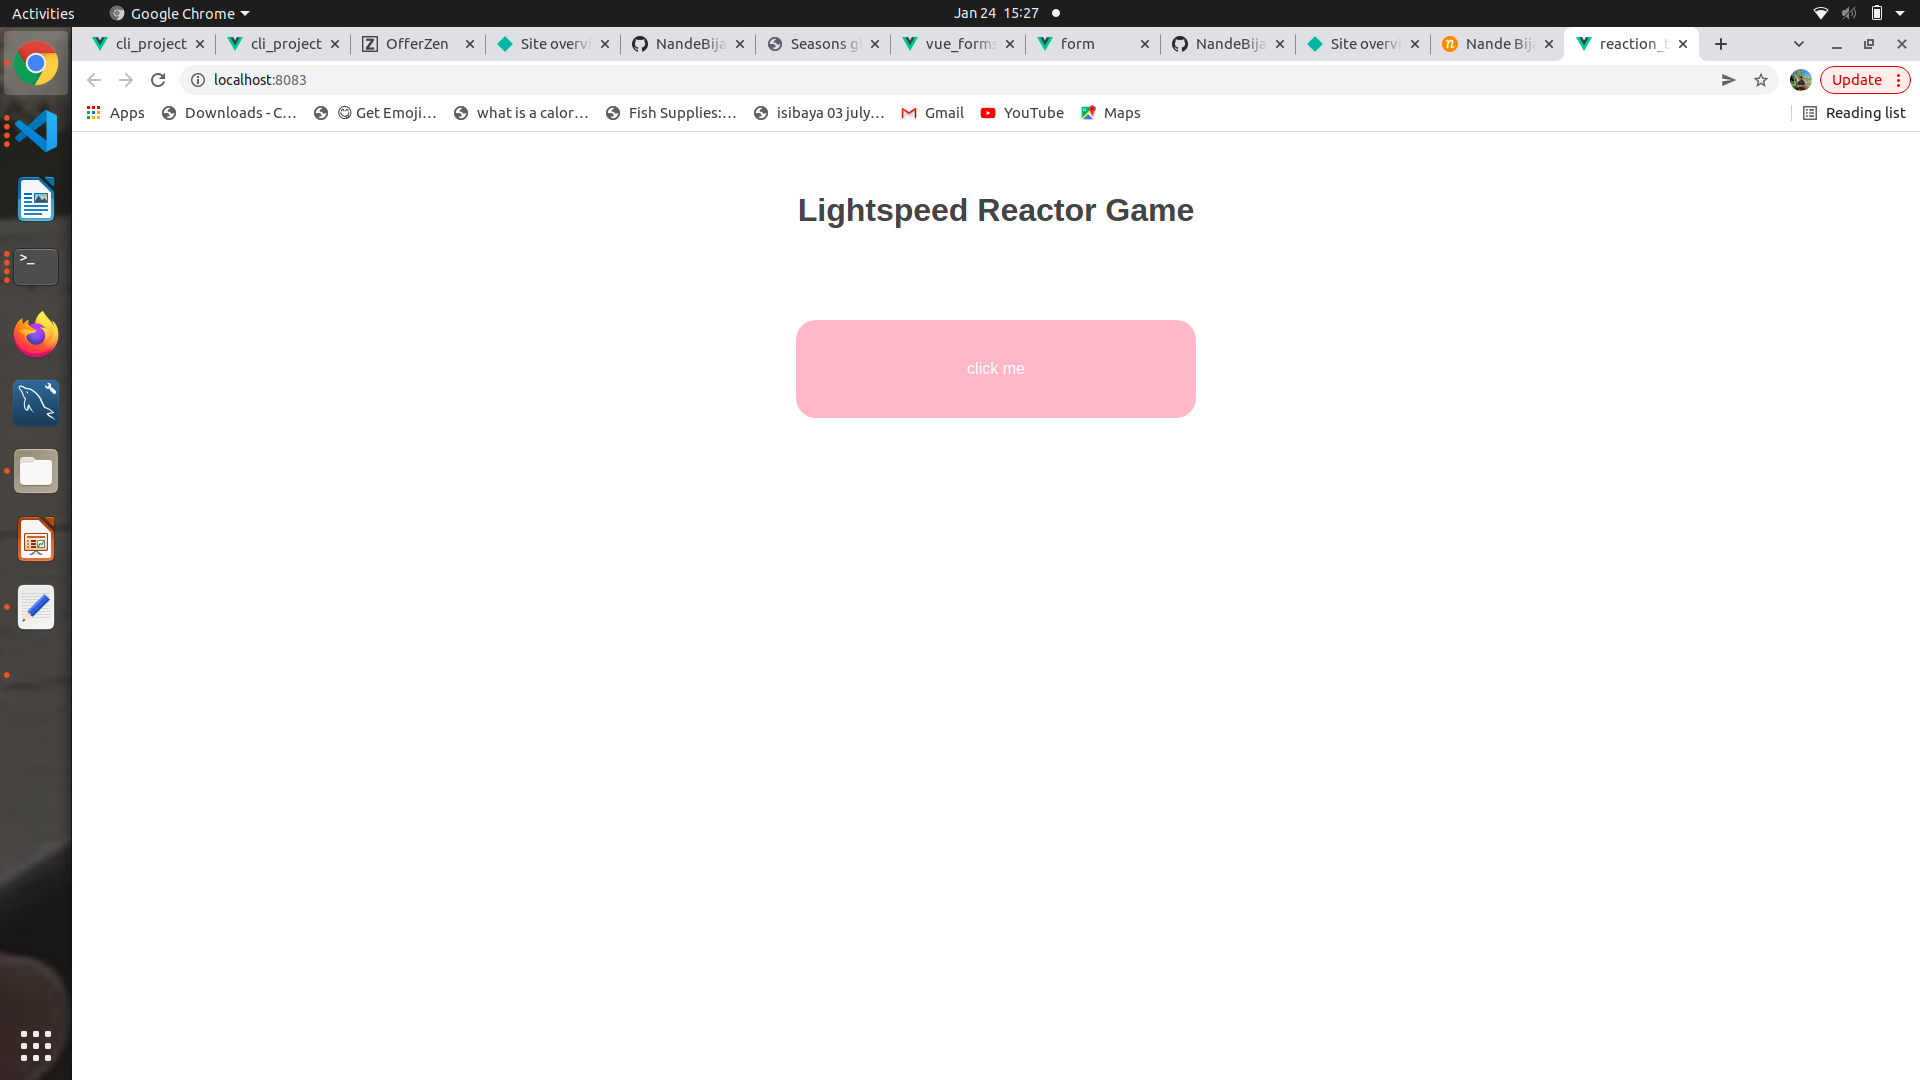 Activities
Google Chrome
Jan 24 15:27
cli_project
cli_project
OfferZen
Site overvi
NandeBija
Seasons gl
vue_forms
form
NandeBija
Site overvi
Nande Bija
reaction_t
localhost:8083
Update
Apps
Downloads - C…
Get Emoji…
what is a calor…
Fish Supplies:…
isibaya 03 july…
Gmail
YouTube
Maps
Reading list
Lightspeed Reactor Game
click me